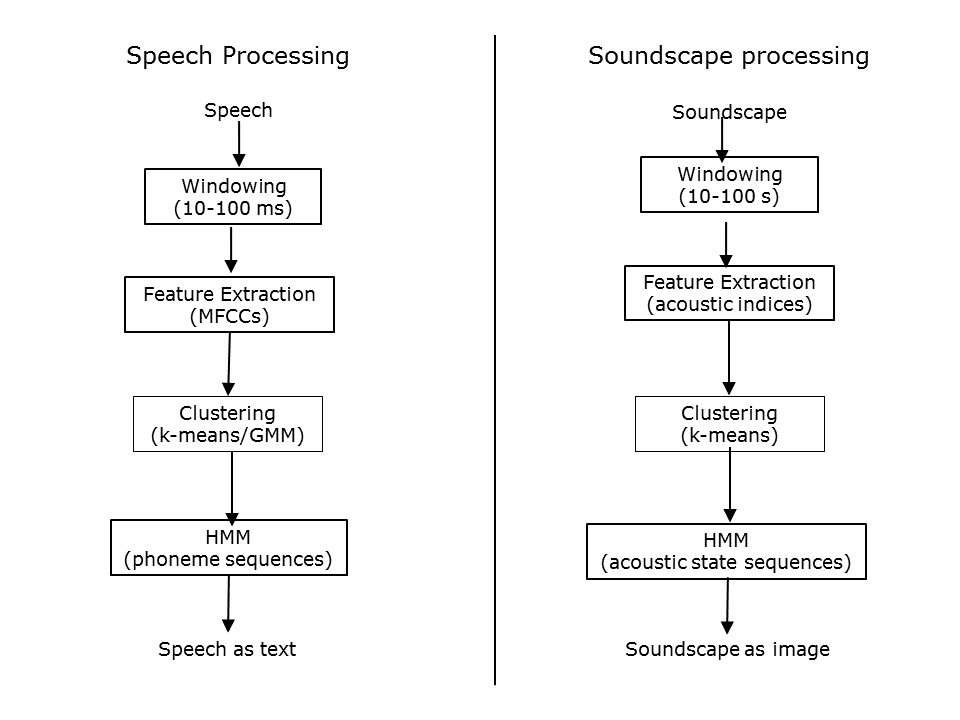 Speech Processing
Speech
Windowing
(10-100 ms)
Feature Extraction
(MFCCs)
Clustering
(k-means/GMM)
HMM
(phoneme sequences)
Speech as text
Soundscape processing
Soundscape
Windowing
(10-100 s)
Feature Extraction
(acoustic indices)
Clustering
(k-means)
HMM
(acoustic state sequences)
Soundscape as image